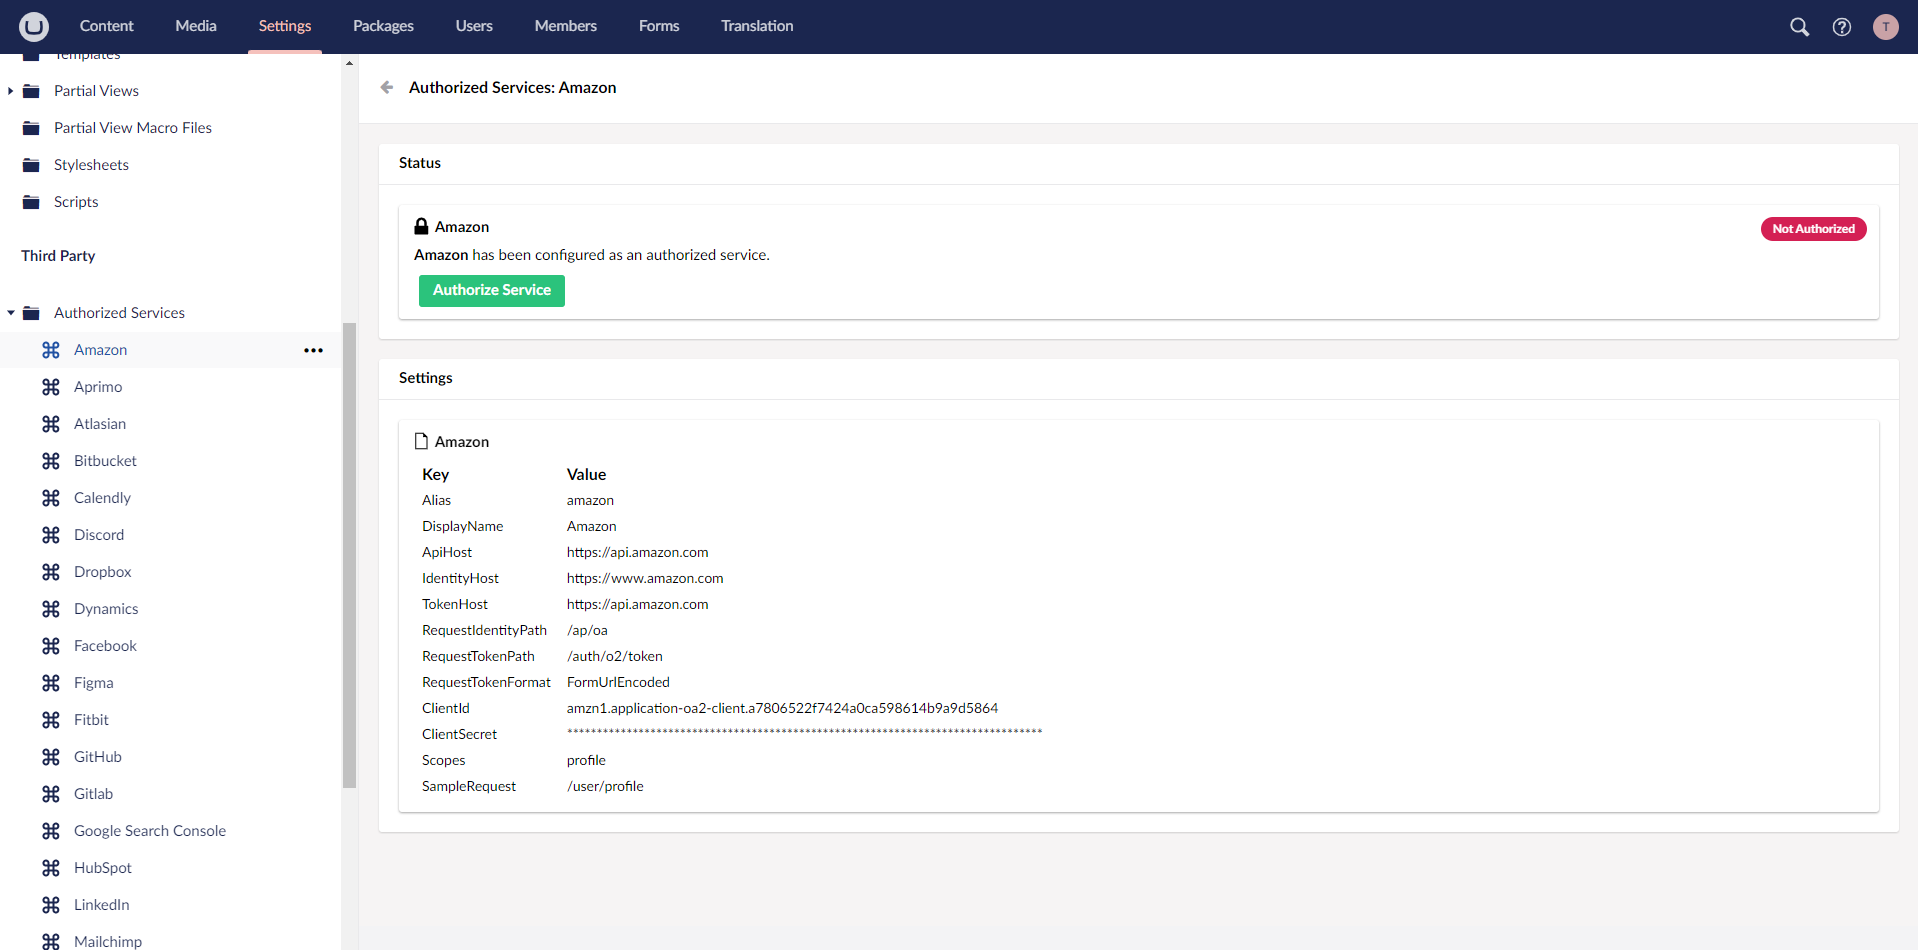 Content Media Settings Packages Users Members Forms Translation T
Templates
Partial Views
Partial View Macro Files
Stylesheets
Scripts
Third Party
Authorized Services
Amazon
Aprimo
Atlasian
Bitbucket
Calendly
Discord
Dropbox
Dynamics
Facebook
Figma
Fitbit
GitHub
Gitlab
Google Search Console
HubSpot
LinkedIn
Mailchimp
Authorized Services: Amazon
Status
Amazon
Not Authorized
Amazon has been configured as an authorized service.
Authorize Service
Settings
Amazon
Key Value
Alias amazon
DisplayName Amazon
ApiHost https://api.amazon.com
IdentityHost https://www.amazon.com
TokenHost https://api.amazon.com
RequestIdentityPath /ap/oa
RequestTokenPath /auth/o2/token
RequestTokenFormat FormUrlEncoded
ClientId amzn1.application-oa2-client.a7806522f7424a0ca598614b9a9d5864
ClientSecret ********************************************************************************
Scopes profile
SampleRequest /user/profile